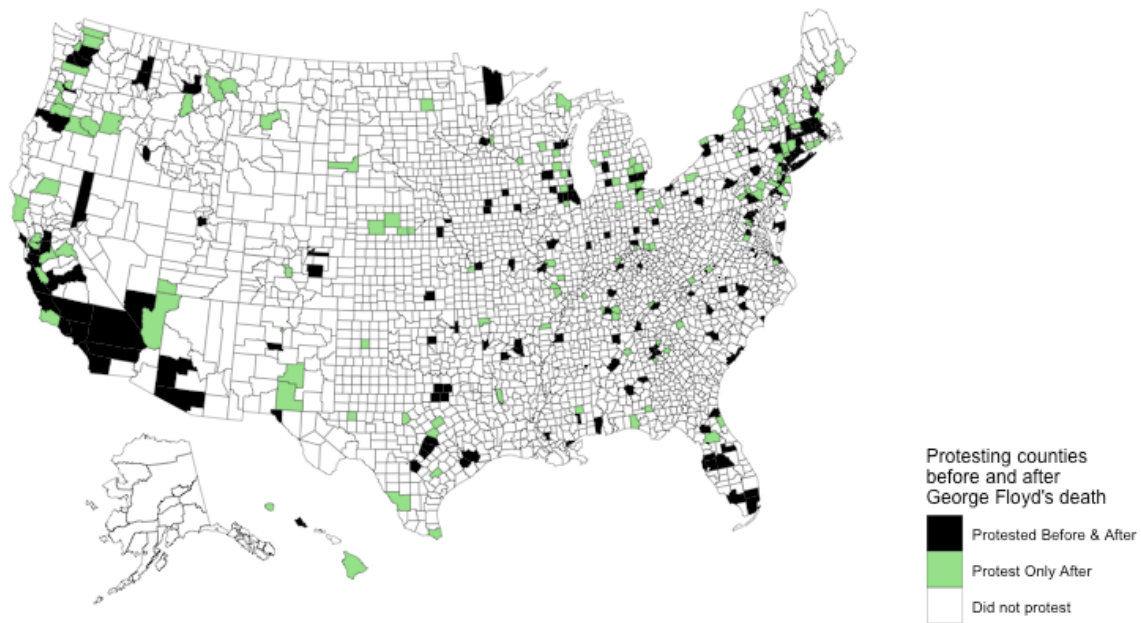 Protesting counties
before and after
George Floyd's death
Protested Before & After
Protest Only After
Did not protest